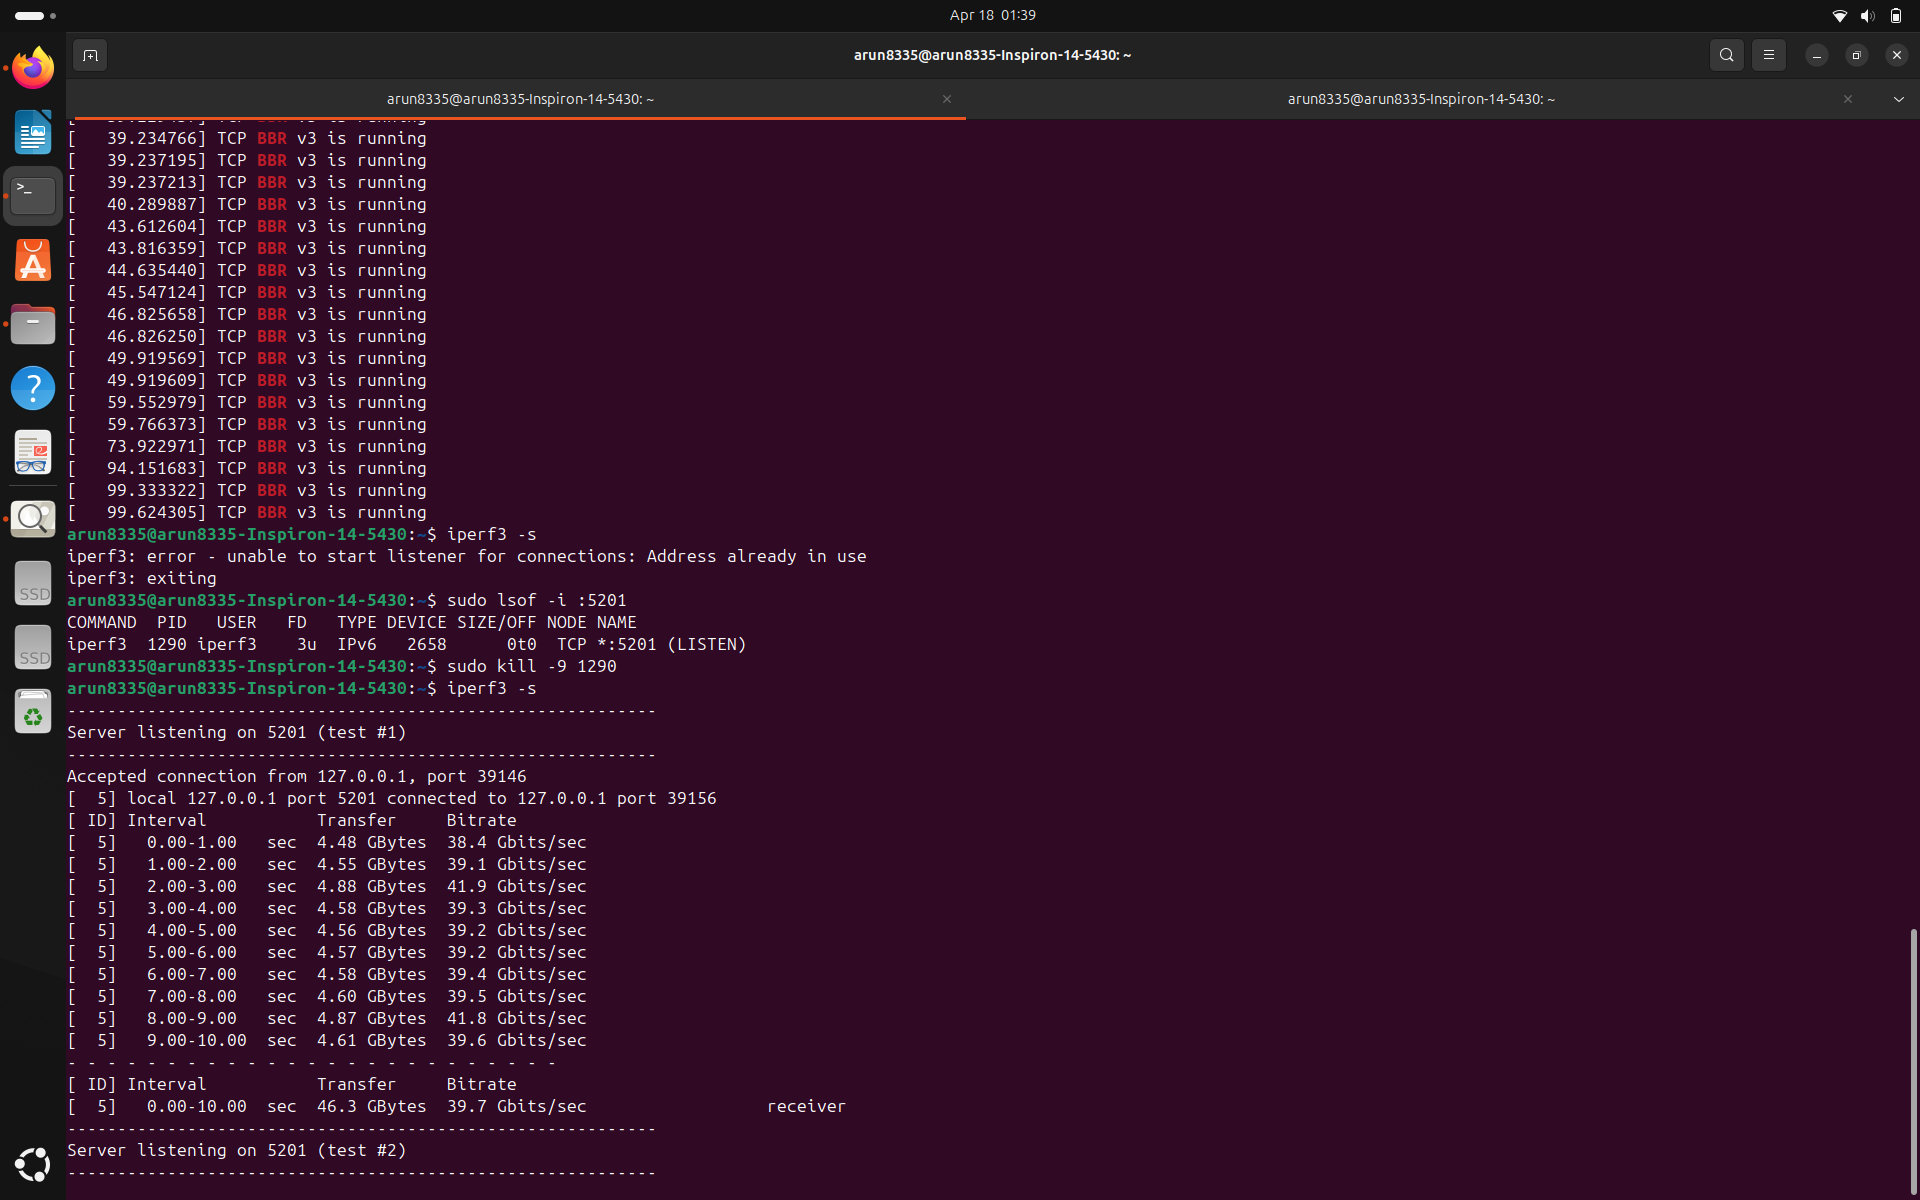 Apr 18 01:39
arun8335@arun8335-Inspiron-14-5430: ~
arun8335@arun8335-Inspiron-14-5430: ~
arun8335@arun8335-Inspiron-14-5430: ~
[   39.234766] TCP BBR v3 is running
[   39.237195] TCP BBR v3 is running
[   39.237213] TCP BBR v3 is running
[   40.289887] TCP BBR v3 is running
[   43.612604] TCP BBR v3 is running
[   43.816359] TCP BBR v3 is running
[   44.635440] TCP BBR v3 is running
[   45.547124] TCP BBR v3 is running
[   46.825658] TCP BBR v3 is running
[   46.826250] TCP BBR v3 is running
[   49.919569] TCP BBR v3 is running
[   49.919609] TCP BBR v3 is running
[   59.552979] TCP BBR v3 is running
[   59.766373] TCP BBR v3 is running
[   73.922971] TCP BBR v3 is running
[   94.151683] TCP BBR v3 is running
[   99.333322] TCP BBR v3 is running
[   99.624305] TCP BBR v3 is running
arun8335@arun8335-Inspiron-14-5430:~$ iperf3 -s
iperf3: error - unable to start listener for connections: Address already in use
iperf3: exiting
arun8335@arun8335-Inspiron-14-5430:~$ sudo lsof -i :5201
COMMAND  PID   USER   FD   TYPE DEVICE SIZE/OFF NODE NAME
iperf3  1290 iperf3    3u  IPv6   2658      0t0  TCP *:5201 (LISTEN)
arun8335@arun8335-Inspiron-14-5430:~$ sudo kill -9 1290
arun8335@arun8335-Inspiron-14-5430:~$ iperf3 -s
-----------------------------------------------------------
Server listening on 5201 (test #1)
-----------------------------------------------------------
Accepted connection from 127.0.0.1, port 39146
[  5] local 127.0.0.1 port 5201 connected to 127.0.0.1 port 39156
[ ID] Interval           Transfer     Bitrate
[  5]   0.00-1.00   sec  4.48 GBytes  38.4 Gbits/sec
[  5]   1.00-2.00   sec  4.55 GBytes  39.1 Gbits/sec
[  5]   2.00-3.00   sec  4.88 GBytes  41.9 Gbits/sec
[  5]   3.00-4.00   sec  4.58 GBytes  39.3 Gbits/sec
[  5]   4.00-5.00   sec  4.56 GBytes  39.2 Gbits/sec
[  5]   5.00-6.00   sec  4.57 GBytes  39.2 Gbits/sec
[  5]   6.00-7.00   sec  4.58 GBytes  39.4 Gbits/sec
[  5]   7.00-8.00   sec  4.60 GBytes  39.5 Gbits/sec
[  5]   8.00-9.00   sec  4.87 GBytes  41.8 Gbits/sec
[  5]   9.00-10.00  sec  4.61 GBytes  39.6 Gbits/sec
- - - - - - - - - - - - - - - - - - - - - - - - -
[ ID] Interval           Transfer     Bitrate
[  5]   0.00-10.00  sec  46.3 GBytes  39.7 Gbits/sec                  receiver
-----------------------------------------------------------
Server listening on 5201 (test #2)
-----------------------------------------------------------
SSD
SSD